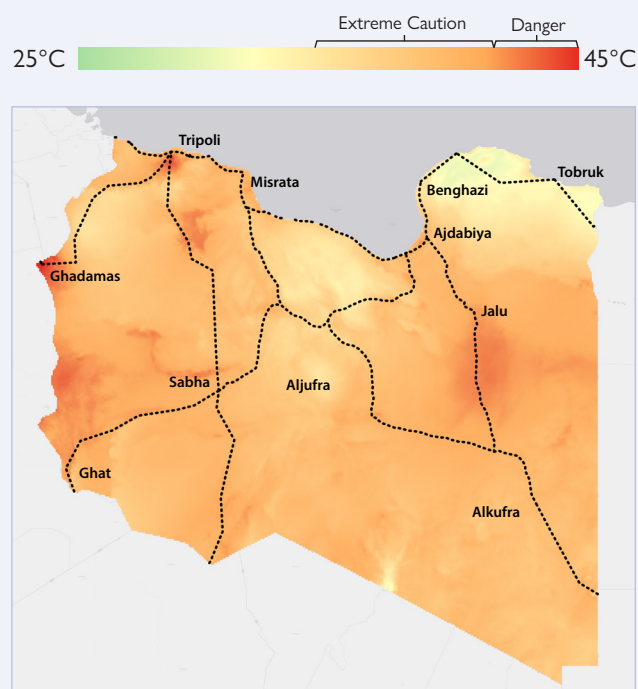 Extreme Caution
Danger
25°C
45°C
Tripoli
Misrata
Benghazi
Tobruk
Ajdabiya
Ghadamas
Jalu
Sabha
Aljufra
Ghat
Alkufra